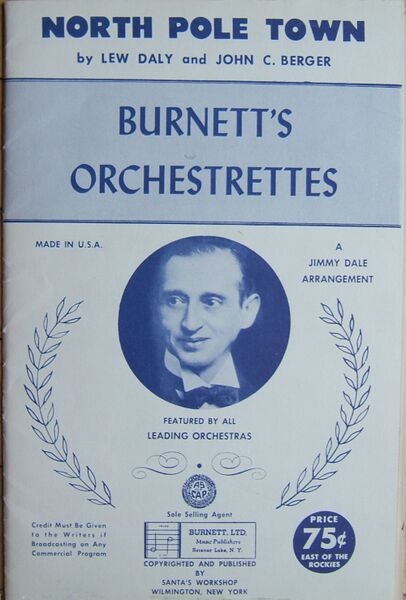 NORTH POLE TOWN
by LEW DALY and JOHN C. BERGER
BURNETT'S
ORCHESTRETTES
MADE IN U.S.A.
A
JIMMY DALE
ARRANGEMENT
FEATURED BY ALL
LEADING ORCHESTRAS
AS
CAP
Sole Selling Agent
BURNETT, LTD.
Music Publishers
Saranac Lake, N. Y.
Credit Must Be Given
to the Writers if
Broadcasting on Any
Commercial Program
PRICE
75¢
EAST OF THE
ROCKIES
COPYRIGHTED AND PUBLISHED
BY
SANTA'S WORKSHOP
WILMINGTON, NEW YORK